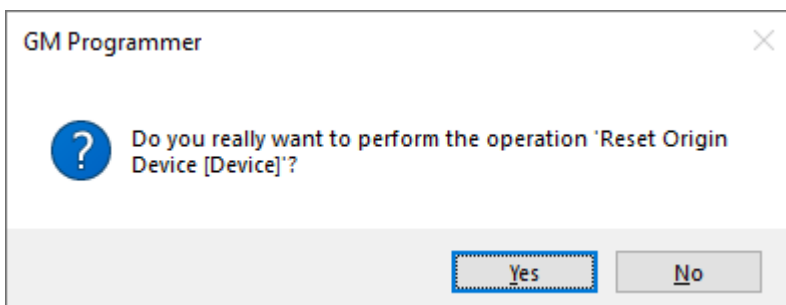 GM Programmer
Do you really want to perform the operation 'Reset Origin
Device [Device]'?
Yes
No